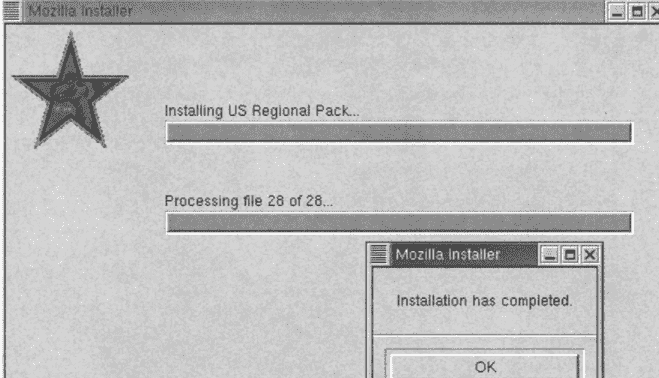 Mozilla Installer
Installing US Regional Pack...
Processing file 28 of 28...
Mozilla Installer
Installation has completed.
OK